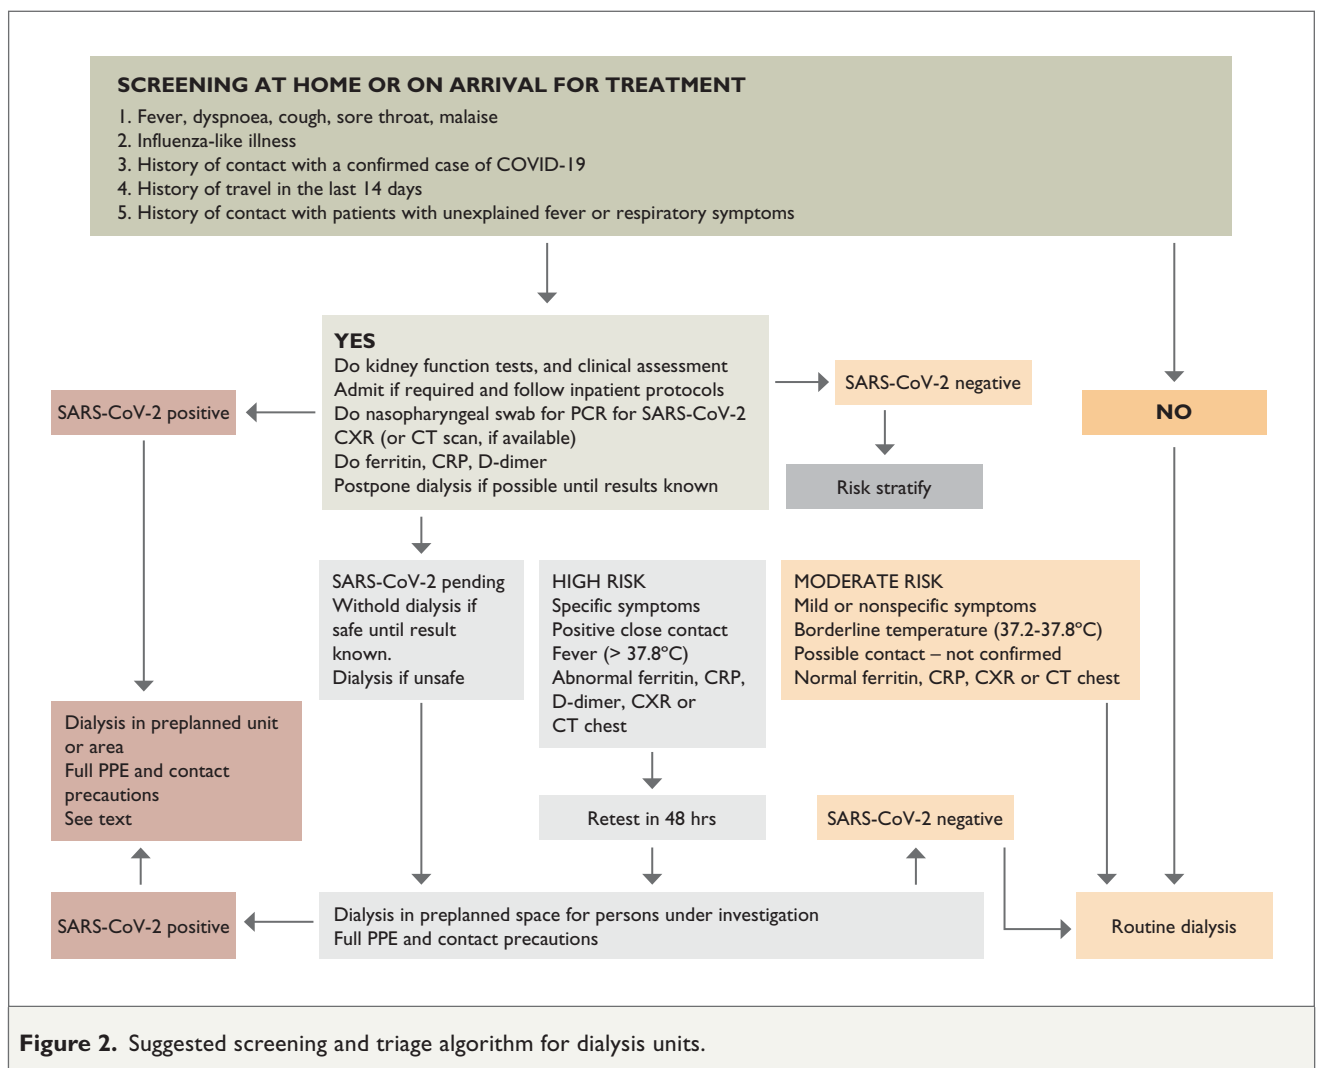 SCREENING AT HOME OR ON ARRIVAL FOR TREATMENT
1. Fever, dyspnoea, cough, sore throat, malaise
2. Influenza-like illness
3. History of contact with a confirmed case of COVID-19
4. History of travel in the last 14 days
5. History of contact with patients with unexplained fever or respiratory symptoms
YES
Do kidney function tests, and clinical assessment
Admit if required and follow inpatient protocols
Do nasopharyngeal swab for PCR for SARS-CoV-2
CXR (or CT scan, if available)
Do ferritin, CRP, D-dimer
Postpone dialysis if possible until results known
SARS-CoV-2 positive
SARS-CoV-2 negative
NO
Risk stratify
SARS-CoV-2 pending
Withold dialysis if
safe until result
known.
Dialysis if unsafe
HIGH RISK
Specific symptoms
Positive close contact
Fever (> 37.8ºC)
Abnormal ferritin, CRP,
D-dimer, CXR or
CT chest
MODERATE RISK
Mild or nonspecific symptoms
Borderline temperature (37.2-37.8ºC)
Possible contact – not confirmed
Normal ferritin, CRP, CXR or CT chest
Dialysis in preplanned unit
or area
Full PPE and contact
precautions
See text
Retest in 48 hrs
SARS-CoV-2 negative
SARS-CoV-2 positive
Dialysis in preplanned space for persons under investigation
Full PPE and contact precautions
Routine dialysis
Figure 2. Suggested screening and triage algorithm for dialysis units.